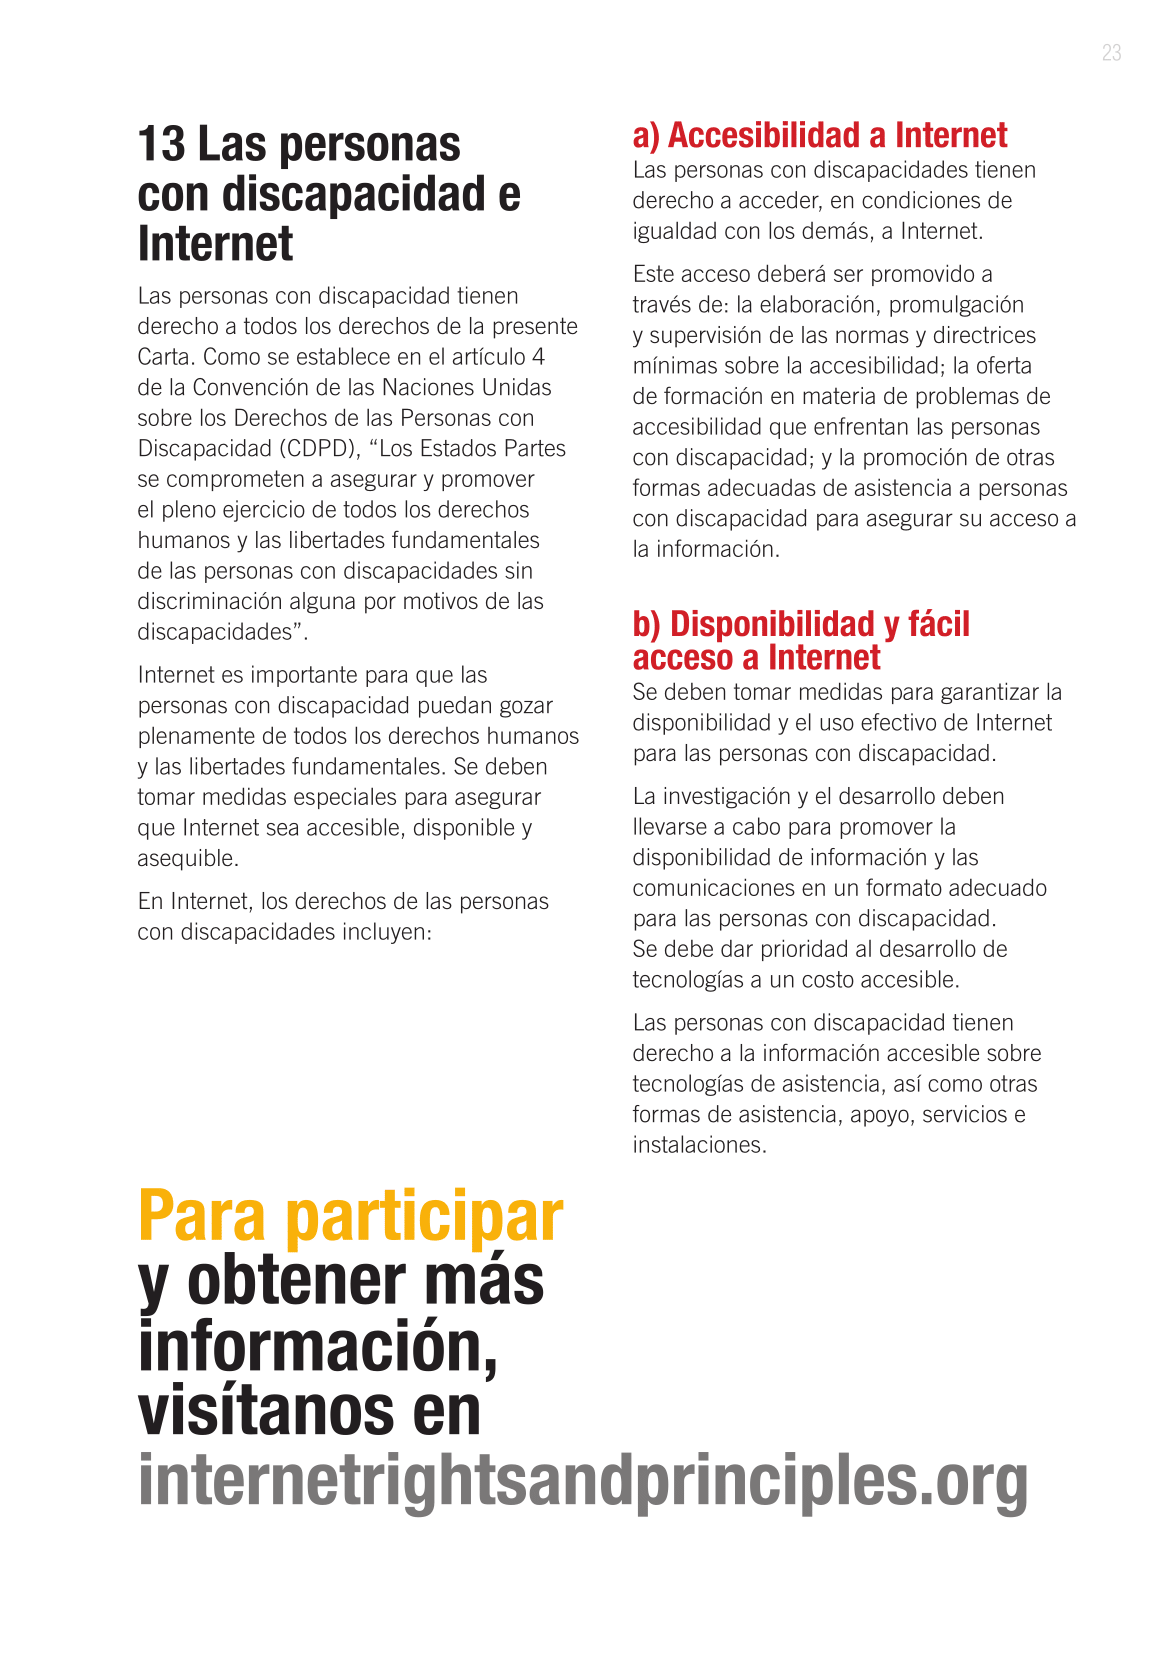 23
13 Las personas
con discapacidad e
Internet
Las personas con discapacidad tienen
derecho a todos los derechos de la presente
Carta. Como se establece en el artículo 4
de la Convención de las Naciones Unidas
sobre los Derechos de las Personas con
Discapacidad (CDPD), “Los Estados Partes
se comprometen a asegurar y promover
el pleno ejercicio de todos los derechos
humanos y las libertades fundamentales
de las personas con discapacidades sin
discriminación alguna por motivos de las
discapacidades”.
Internet es importante para que las
personas con discapacidad puedan gozar
plenamente de todos los derechos humanos
y las libertades fundamentales. Se deben
tomar medidas especiales para asegurar
que Internet sea accesible, disponible y
asequible.
En Internet, los derechos de las personas
con discapacidades incluyen:
a) Accesibilidad a Internet
Las personas con discapacidades tienen
derecho a acceder, en condiciones de
igualdad con los demás, a Internet.
Este acceso deberá ser promovido a
través de: la elaboración, promulgación
y supervisión de las normas y directrices
mínimas sobre la accesibilidad; la oferta
de formación en materia de problemas de
accesibilidad que enfrentan las personas
con discapacidad; y la promoción de otras
formas adecuadas de asistencia a personas
con discapacidad para asegurar su acceso a
la información.
b) Disponibilidad y fácil
acceso a Internet
Se deben tomar medidas para garantizar la
disponibilidad y el uso efectivo de Internet
para las personas con discapacidad.
La investigación y el desarrollo deben
llevarse a cabo para promover la
disponibilidad de información y las
comunicaciones en un formato adecuado
para las personas con discapacidad.
Se debe dar prioridad al desarrollo de
tecnologías a un costo accesible.
Las personas con discapacidad tienen
derecho a la información accesible sobre
tecnologías de asistencia, así como otras
formas de asistencia, apoyo, servicios e
instalaciones.
Para participar
y obtener más
información,
visítanos en
internetrightsandprinciples.org